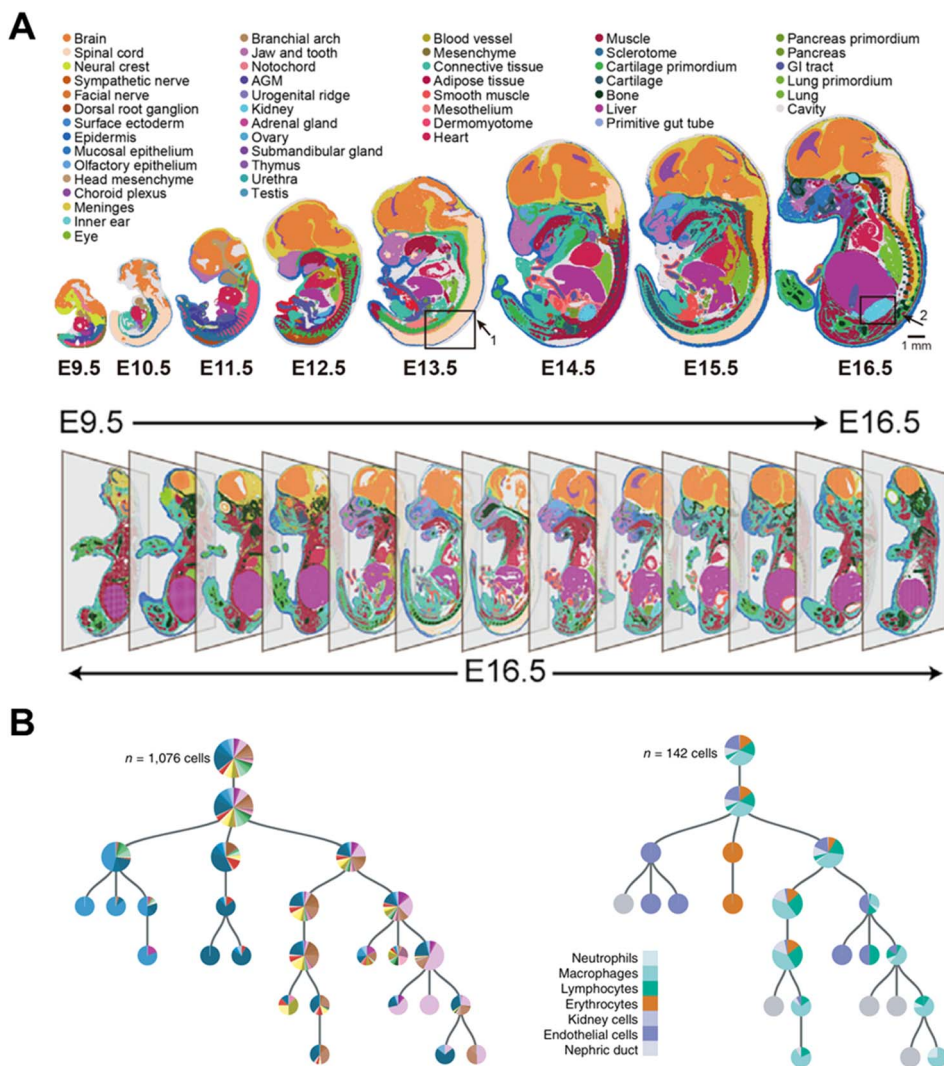 A
Brain
Spinal cord
Neural crest
Sympathetic nerve
Facial nerve
Dorsal root ganglion
Surface ectoderm
Epidermis
Mucosal epithelium
Olfactory epithelium
Head mesenchyme
Choroid plexus
Meninges
Inner ear
Eye
Branchial arch
Jaw and tooth
Notochord
AGM
Urogenital ridge
Kidney
Adrenal gland
Ovary
Submandibular gland
Thymus
Urethra
Testis
Blood vessel
Mesenchyme
Connective tissue
Adipose tissue
Smooth muscle
Mesothelium
Dermomyotome
Heart
Muscle
Sclerotome
Cartilage primordium
Cartilage
Bone
Liver
Primitive gut tube
Pancreas primordium
Pancreas
GI tract
Lung primordium
Lung
Cavity
1
2
1 mm
E9.5 E10.5 E11.5 E12.5 E13.5 E14.5 E15.5 E16.5
E9.5 E16.5
E16.5
B
n = 1,076 cells
n = 142 cells
Neutrophils
Macrophages
Lymphocytes
Erythrocytes
Kidney cells
Endothelial cells
Nephric duct